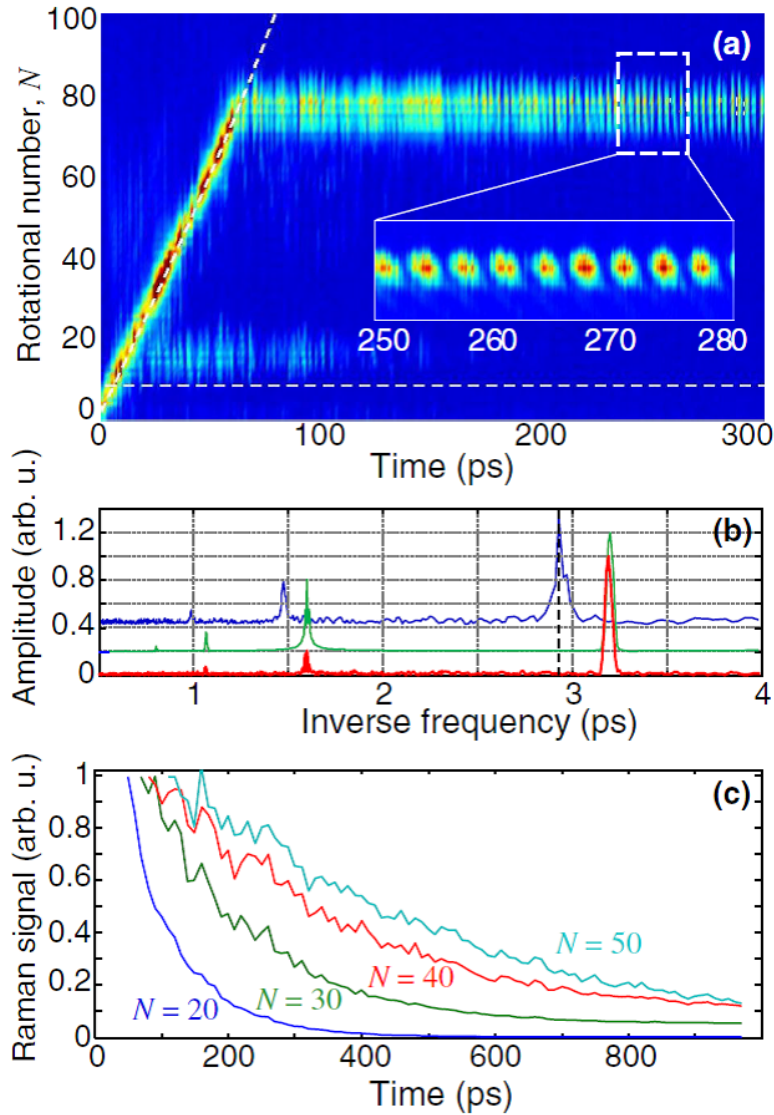 100
(a)
80
60
40
20
0
Rotational number, N
250 260 270 280
0 100 200 300
Time (ps)
(b)
1.2
0.8
0.4
0
Amplitude (arb. u.)
1 2 3 4
Inverse frequency (ps)
(c)
1
0.8
0.6
0.4
0.2
0
Raman signal (arb. u.)
N = 50
N = 40
N = 30
N = 20
0 200 400 600 800
Time (ps)